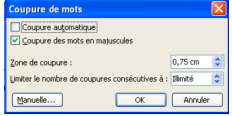 Coupure de mots
Coupure automatique
Coupure des mots en majuscules
Zone de coupure : 0,75 cm
Limiter le nombre de coupures consécutives à : Illimité
Manuelle... OK Annuler